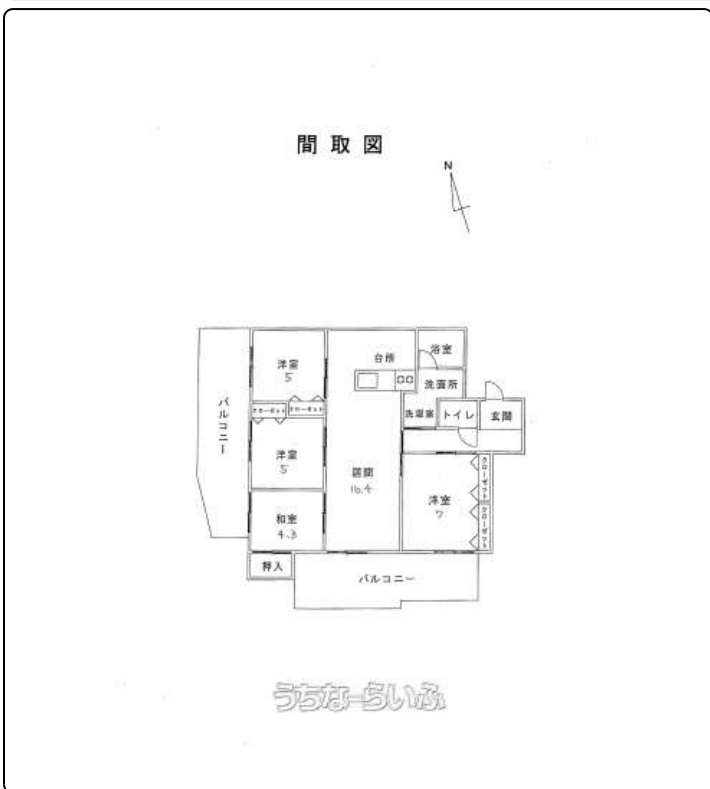 間取図
N
洋室
5
台所
浴室
洗面所
クローゼット
クローゼット
洗濯室
トイレ
玄関
バルコニー
洋室
5
居間
16.4
洋室
7
クローゼット
クローゼット
和室
4.3
押入
バルコニー
うちなーらいふ